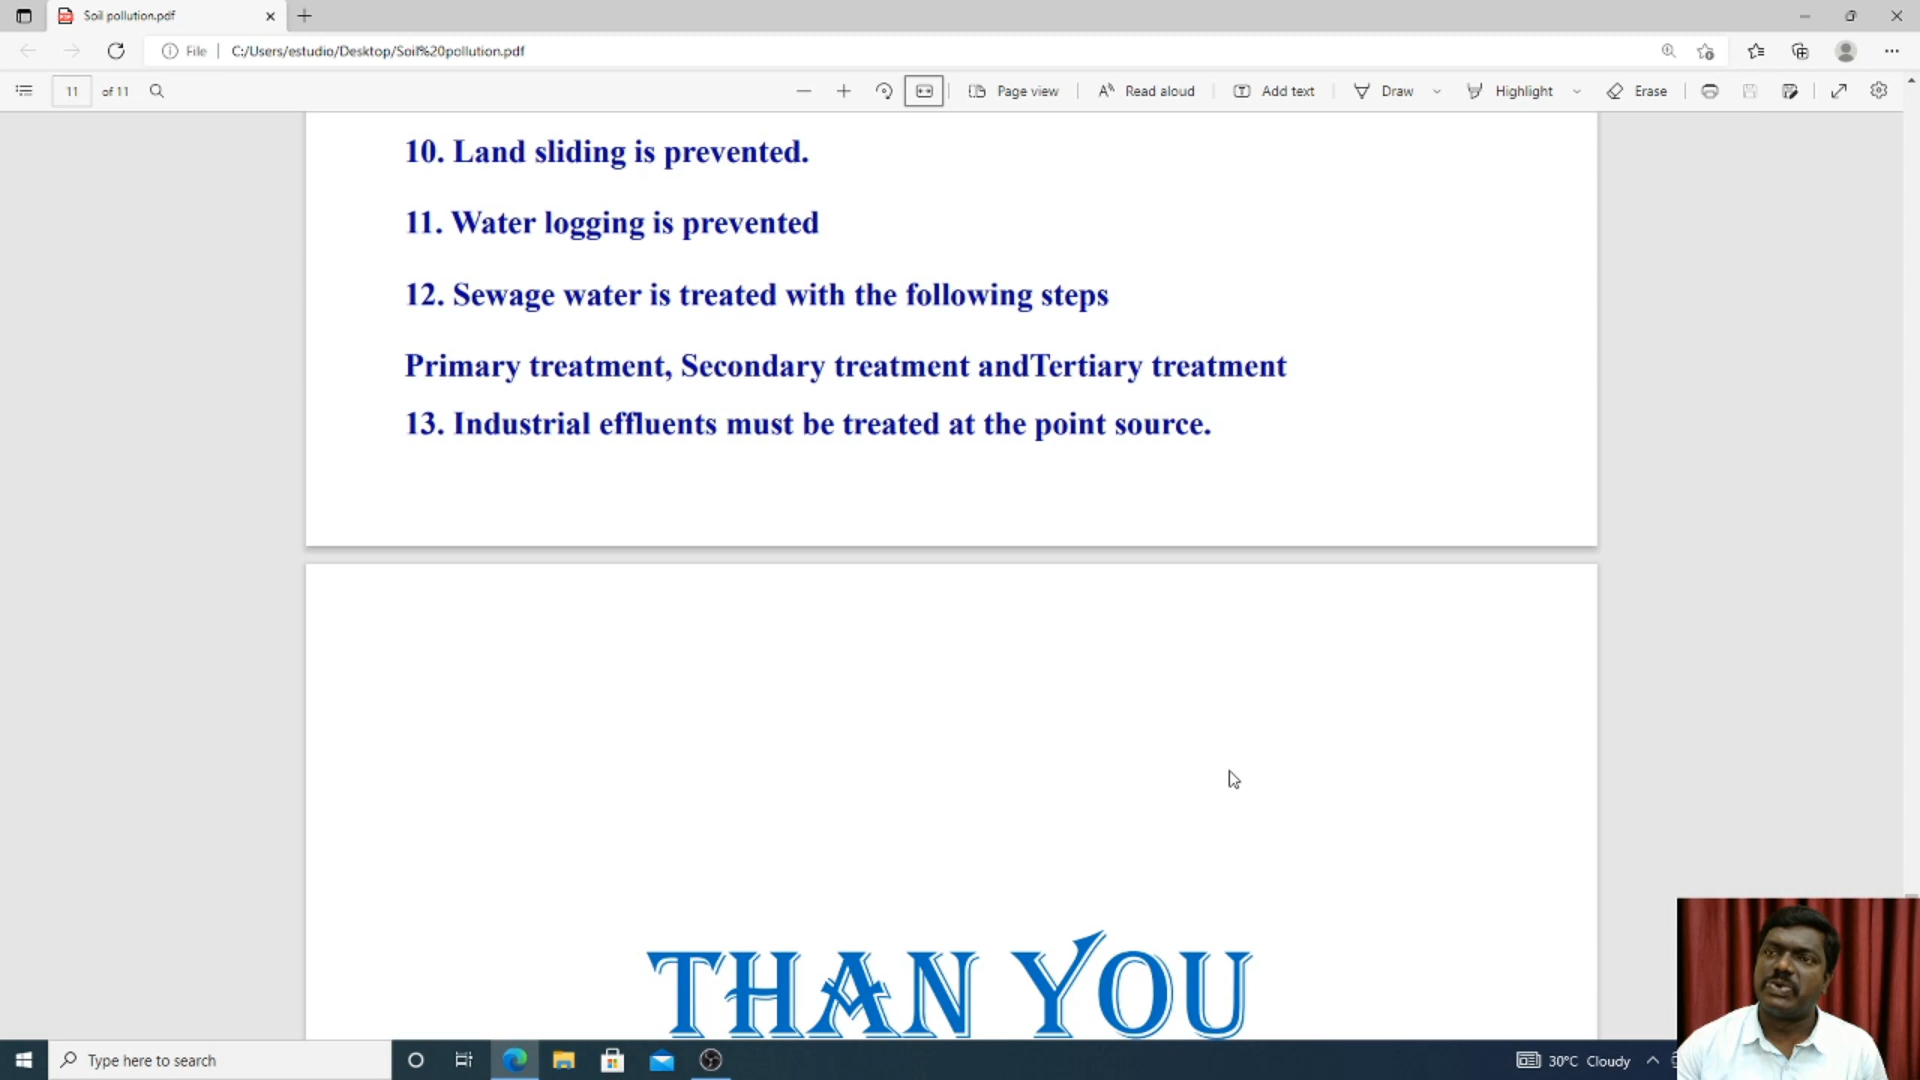 Soil pollution.pdf
File
C:/Users/estudio/Desktop/Soil%20pollution.pdf
11 of 11
Page view
Read aloud
Add text
Draw
Highlight
Erase
10. Land sliding is prevented.
11. Water logging is prevented
12. Sewage water is treated with the following steps
Primary treatment, Secondary treatment andTertiary treatment
13. Industrial effluents must be treated at the point source.
THAN YOU
Type here to search
30°C Cloudy